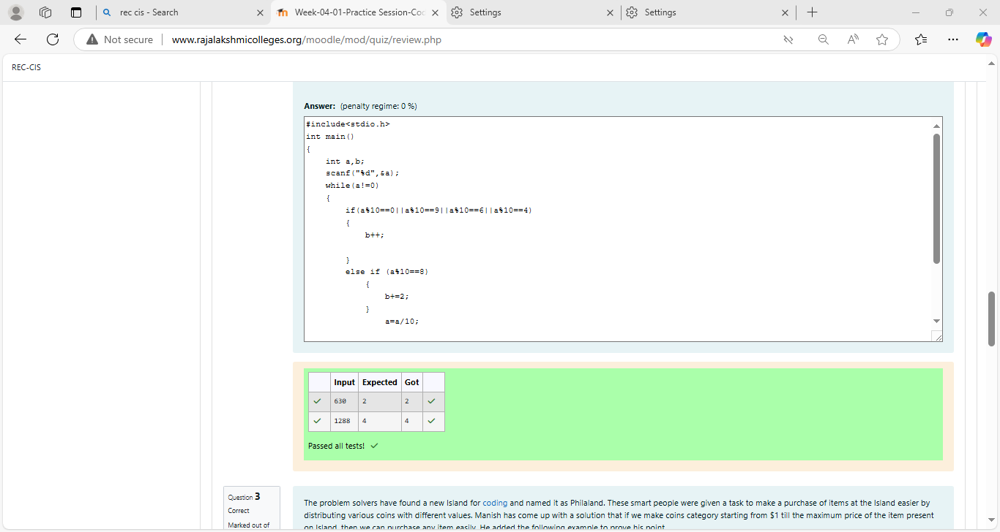 rec cis - Search
Week-04-01-Practice Session-Coc
Settings
Settings
Not secure
www.rajalakshmicolleges.org/moodle/mod/quiz/review.php
REC-CIS
Answer: (penalty regime: 0 %)
#include<stdio.h>
int main()
{
    int a,b;
    scanf("%d",&a);
    while(a!=0)
    {
        if(a%10==0||a%10==9||a%10==6||a%10==4)
        {
            b++;
        }
        else if (a%10==8)
            {
                b+=2;
            }
                a=a/10;
Input Expected Got
630 2 2
1288 4 4
Passed all tests!
Question 3
Correct
Marked out of
The problem solvers have found a new Island for coding and named it as Philaland. These smart people were given a task to make a purchase of items at the Island easier by
distributing various coins with different values. Manish has come up with a solution that if we make coins category starting from $1 till the maximum price of the item present
on Island, then we can purchase any item easily. He added the following example to prove his point.